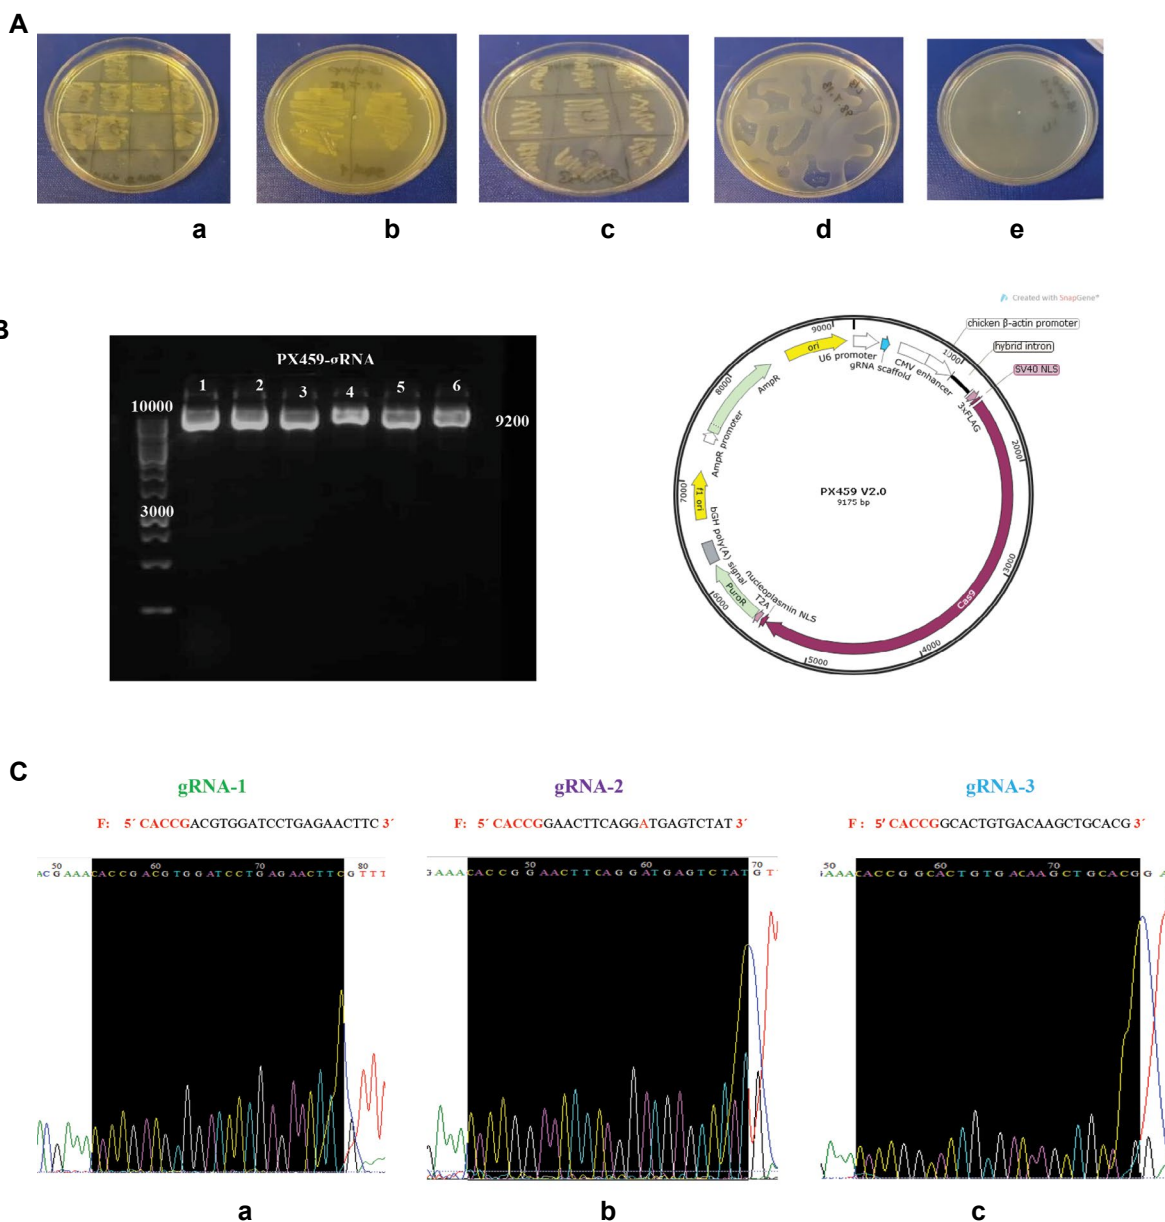 A
a b c d e
B
PX459-gRNA
1 2 3 4 5 6
10000
9200
3000
Created with SnapGene®
chicken β-actin promoter
hybrid intron
SV40 NLS
3xFLAG
CMV enhancer
gRNA scaffold
U6 promoter
ori
AmpR
AmpR promoter
f1 ori
bGH poly(A) signal
PuroR
T2A
nucleoplasmin NLS
Cas9
1000
2000
3000
4000
5000
6000
7000
8000
9000
PX459 V2.0
9175 bp
C
gRNA-1 gRNA-2 gRNA-3
F: 5´ CACCGACGTGGATCCTGAGAACTTC 3´
F: 5´ CACCGGAACTTCAGGATGAGTCTAT 3´
F : 5′ CACCGGCACTGTGACAAGCTGCACG 3´
50 60 70 80
ACGAAACACCGACGTGGATCCTGAGAACTTCGTTT
50 60 70
GAAACACCGGAACTTCAGGATGAGTCTATGT
50 60 70
GAAACACCGGCACTGTGACAAGCTGCACGG
a b c